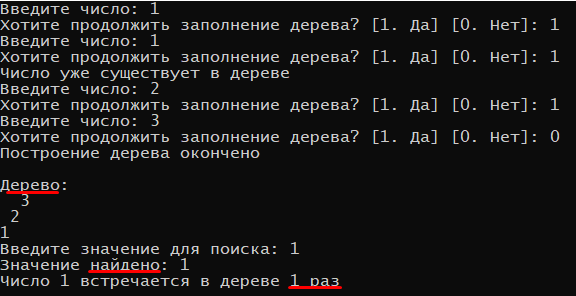 Введите число: 1
Хотите продолжить заполнение дерева? [1. Да] [0. Нет]: 1
Введите число: 1
Хотите продолжить заполнение дерева? [1. Да] [0. Нет]: 1
Число уже существует в дереве
Введите число: 2
Хотите продолжить заполнение дерева? [1. Да] [0. Нет]: 1
Введите число: 3
Хотите продолжить заполнение дерева? [1. Да] [0. Нет]: 0
Построение дерева окончено
Дерево:
3
2
1
Введите значение для поиска: 1
Значение найдено: 1
Число 1 встречается в дереве 1 раз